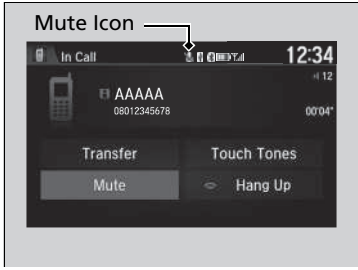 Mute Icon
In Call
12:34
12
AAAAA
08012345678
00'04"
Transfer
Touch Tones
Mute
Hang Up